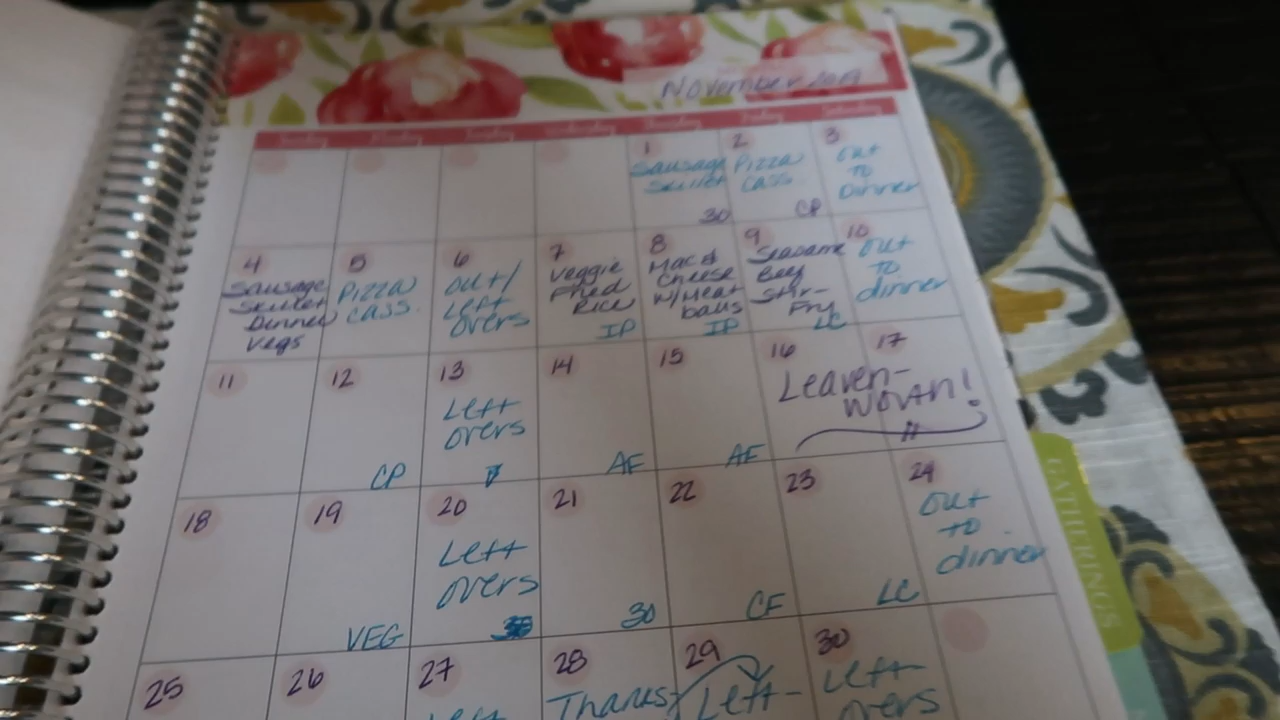 November
Sunday Monday Tuesday Wednesday Thursday Friday Saturday
1
Sausage
Skillet
30
2
Pizza
Cass.
CP
3
out
to
Dinner
4
Sausage
Skillet
Dinner
Vegs
5
Pizza
Cass.
6
out/
Left
overs
7
Veggie
Fried
Rice
IP
8
Mac &
Cheese
w/Meat
balls
IP
9
Seasame
Beef
Stir-
Fry
LC
10
out
to
dinner
11
12
CP
13
Left
overs
14
AF
15
AF
16
17
Leaven-
worth!
18
19
VEG
20
Left
overs
21
30
22
CF
23
LC
24
out
to
dinner
25
26
27
28
Thanks-
29
Left-
30
Left
overs
GATHERINGS